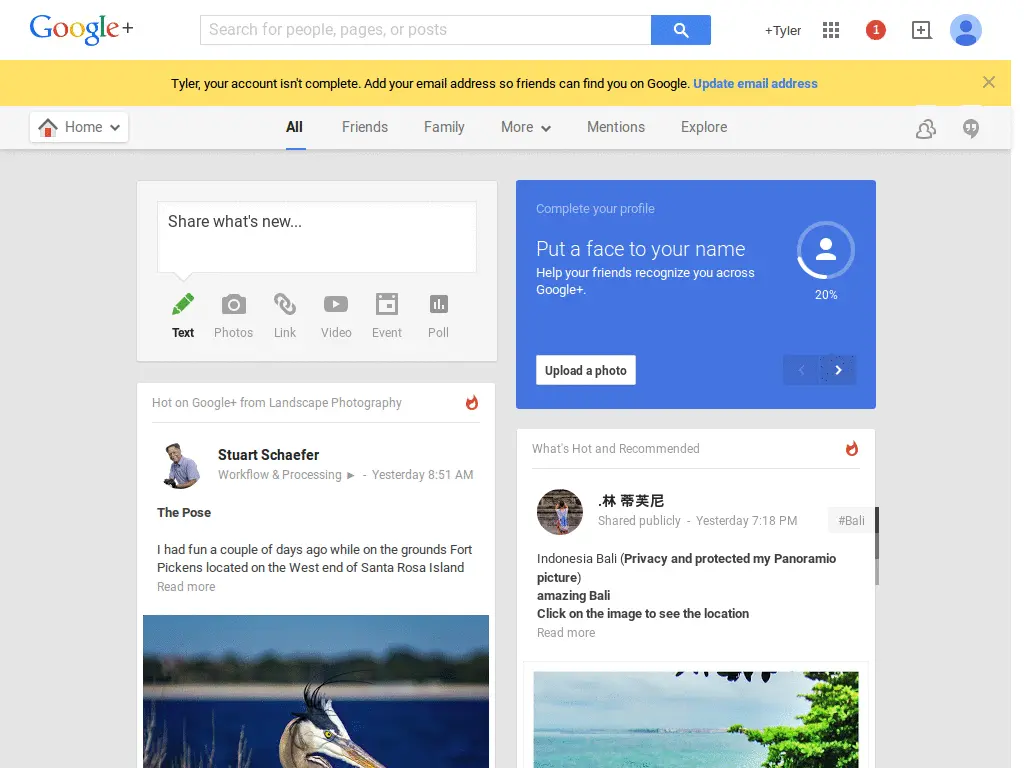 Google+
Search for people, pages, or posts
+Tyler
1
Tyler, your account isn't complete. Add your email address so friends can find you on Google. Update email address
Home
All
Friends
Family
More
Mentions
Explore
Share what's new...
Text
Photos
Link
Video
Event
Poll
Complete your profile
Put a face to your name
Help your friends recognize you across
Google+.
20%
Upload a photo
Hot on Google+ from Landscape Photography
Stuart Schaefer
Workflow & Processing ► - Yesterday 8:51 AM
The Pose
I had fun a couple of days ago while on the grounds Fort
Pickens located on the West end of Santa Rosa Island
Read more
What's Hot and Recommended
.林 蒂芙尼
Shared publicly - Yesterday 7:18 PM
#Bali
Indonesia Bali (Privacy and protected my Panoramio
picture)
amazing Bali
Click on the image to see the location
Read more